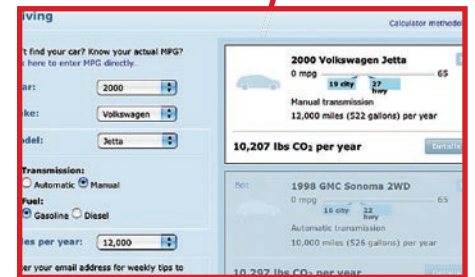 iving
Calculator methodo
't find your car? Know your actual MPG?
here to enter MPG directly..
ar:
2000
ke:
Volkswagen
odel:
Jetta
Transmission:
Automatic Manual
Fuel:
Gasoline Diesel
es per year:
12,000
er your email address for weekly tips to
2000 Volkswagen Jetta
0 mpg 65
19 city 27
hwy
Manual transmission
12,000 miles (522 gallons) per year
10,207 lbs CO₂ per year
Details
1998 GMC Sonoma 2WD
0 mpg 65
16 city 22
hwy
Automatic transmission
10,000 miles (526 gallons) per year
10,297 lbs CO₂ per year